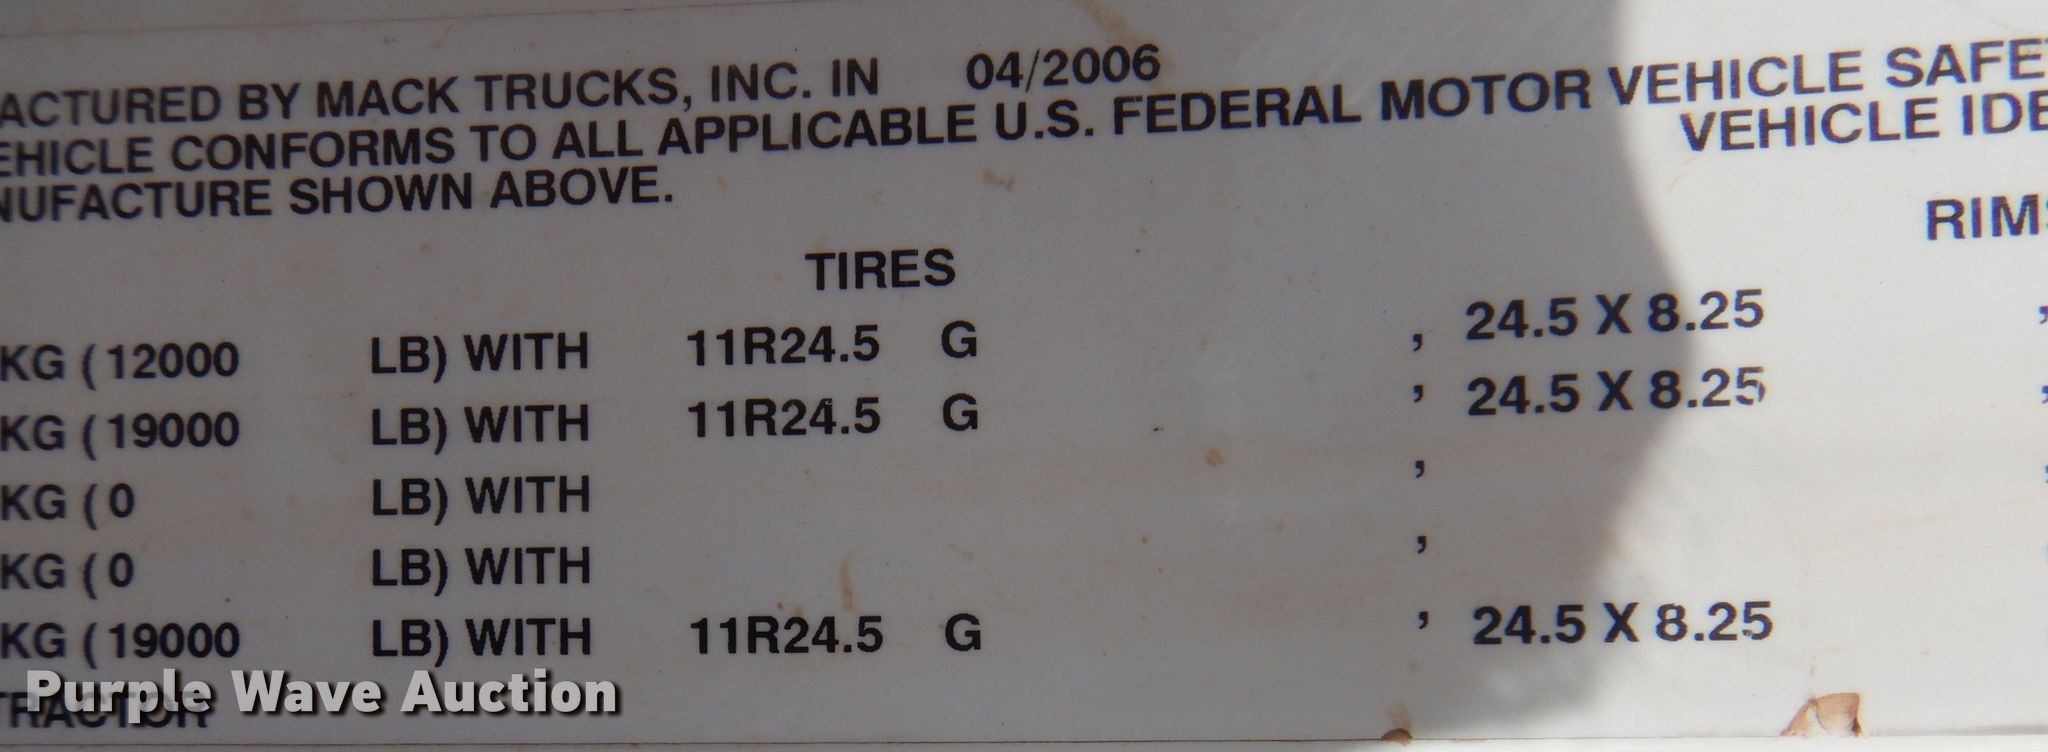 ACTURED BY MACK TRUCKS, INC. IN 04/2006
EHICLE CONFORMS TO ALL APPLICABLE U.S. FEDERAL MOTOR VEHICLE SAFE
NUFACTURE SHOWN ABOVE. VEHICLE IDE
TIRES RIMS
KG (12000 LB) WITH 11R24.5 G , 24.5 X 8.25 ,
KG (19000 LB) WITH 11R24.5 G , 24.5 X 8.25 ,
KG (0 LB) WITH , ,
KG (0 LB) WITH ,
KG (19000 LB) WITH 11R24.5 G , 24.5 X 8.25
TRACTOR
Purple Wave Auction